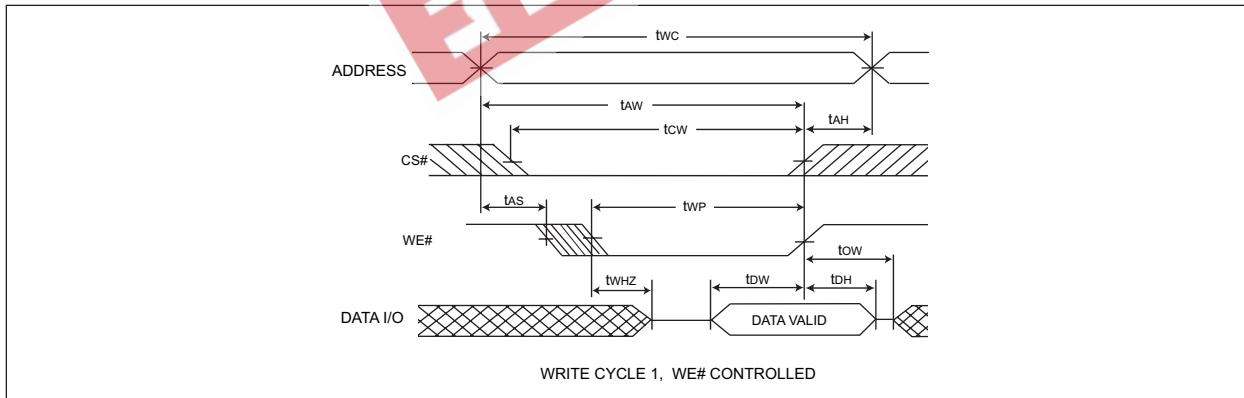 tWC
ADDRESS
tAW
tAH
tCW
CS#
tAS
tWP
WE#
tOW
tWHZ
tDW
tDH
DATA I/O
DATA VALID
WRITE CYCLE 1, WE# CONTROLLED